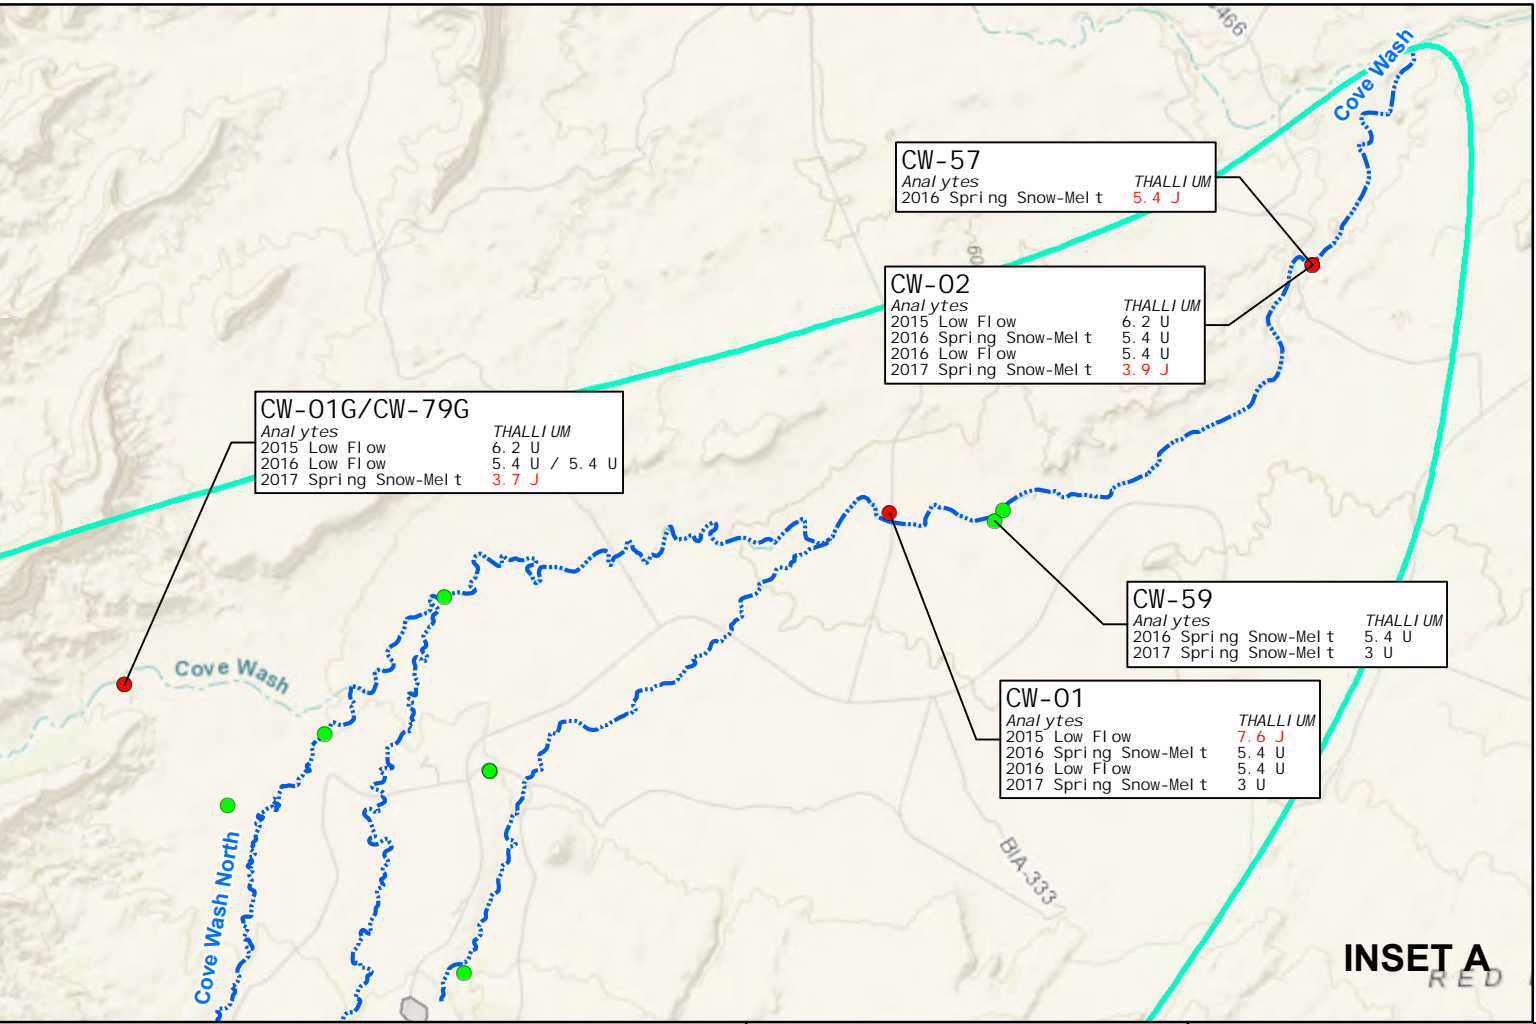 466
Cove Wash
CW-57
Analytes THALLIUM
2016 Spring Snow-Melt 5.4 J
60
CW-02
Analytes THALLIUM
2015 Low Flow 6.2 U
2016 Spring Snow-Melt 5.4 U
2016 Low Flow 5.4 U
2017 Spring Snow-Melt 3.9 J
CW-01G/CW-79G
Analytes THALLIUM
2015 Low Flow 6.2 U
2016 Low Flow 5.4 U / 5.4 U
2017 Spring Snow-Melt 3.7 J
CW-59
Analytes THALLIUM
2016 Spring Snow-Melt 5.4 U
2017 Spring Snow-Melt 3 U
Cove Wash
CW-01
Analytes THALLIUM
2015 Low Flow 7.6 J
2016 Spring Snow-Melt 5.4 U
2016 Low Flow 5.4 U
2017 Spring Snow-Melt 3 U
BIA-333
Cove Wash North
INSET A
RED